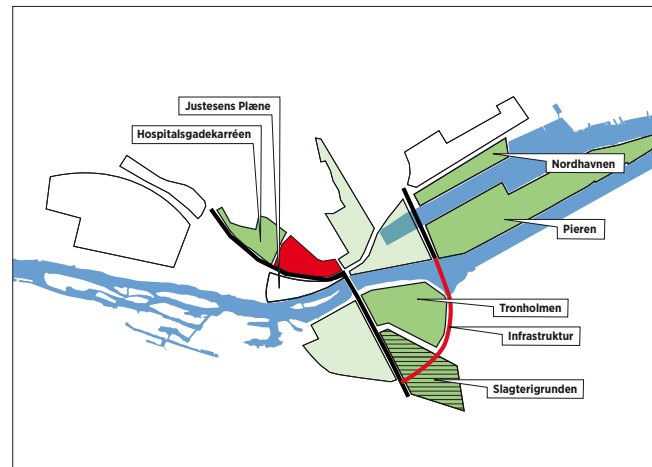 Justesens Plæne
Hospitalsgadekarréen
Nordhavnen
Pieren
Tronholmen
Infrastruktur
Slagterigrunden